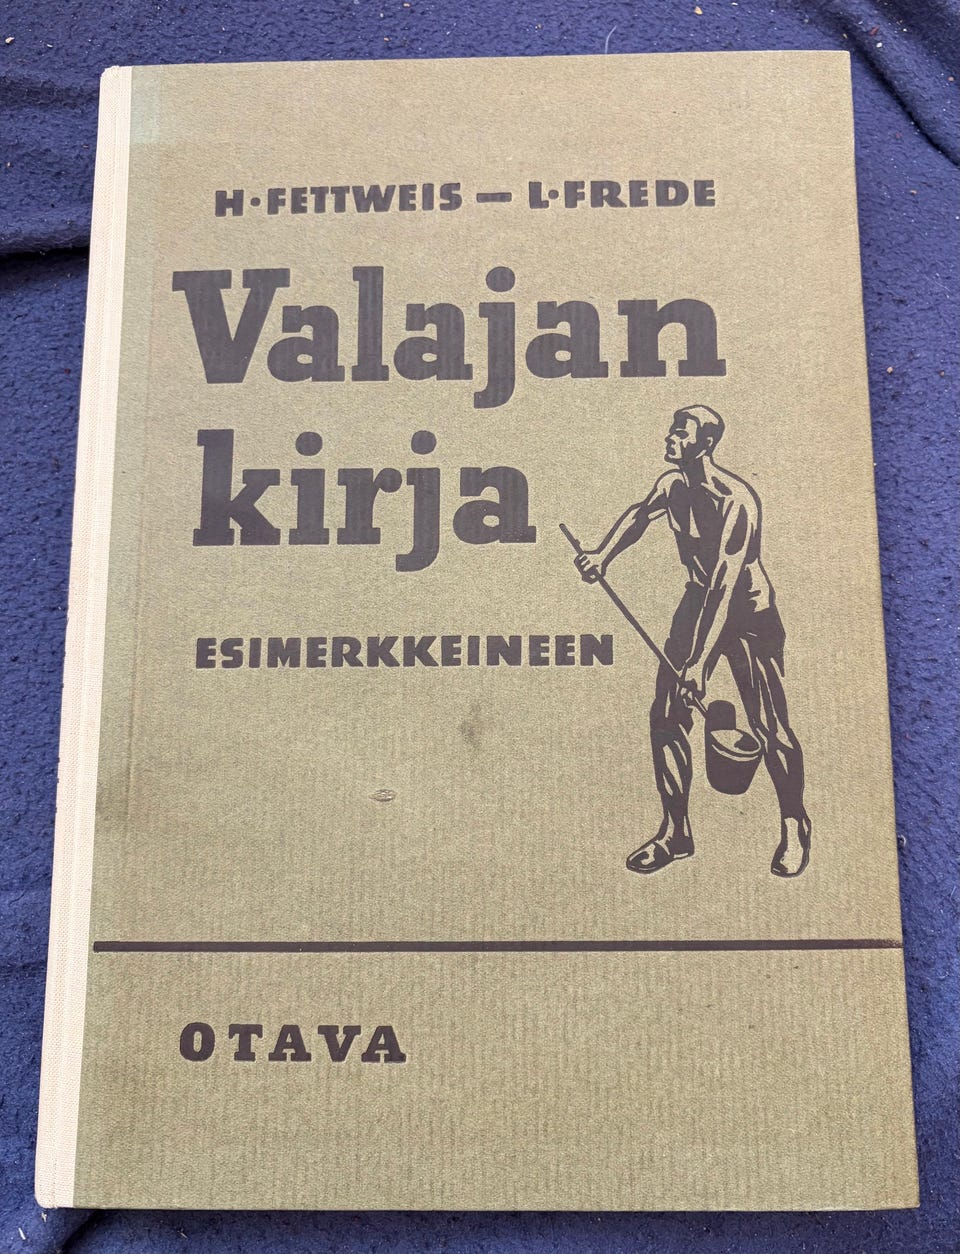 H·FETTWEIS — L·FREDE
Valajan
kirja
ESIMERKKEINEEN
OTAVA